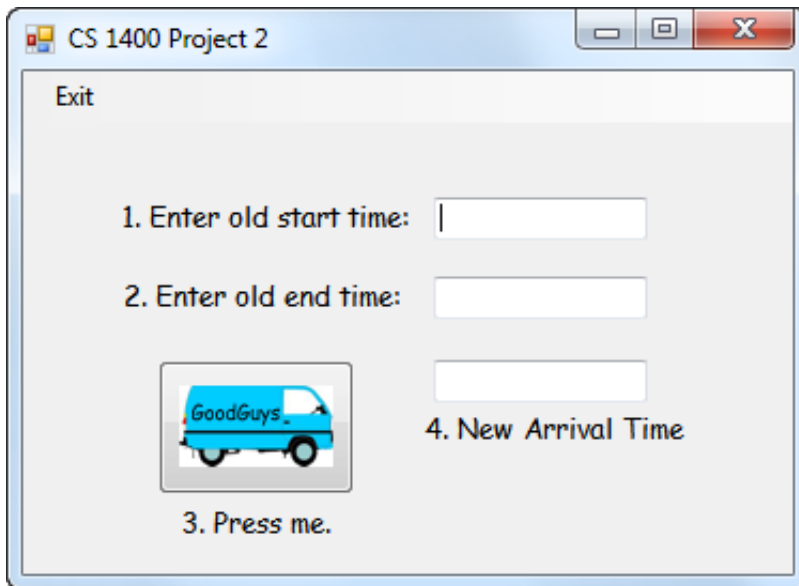 CS 1400 Project 2
Exit
1. Enter old start time:
2. Enter old end time:
GoodGuys
4. New Arrival Time
3. Press me.